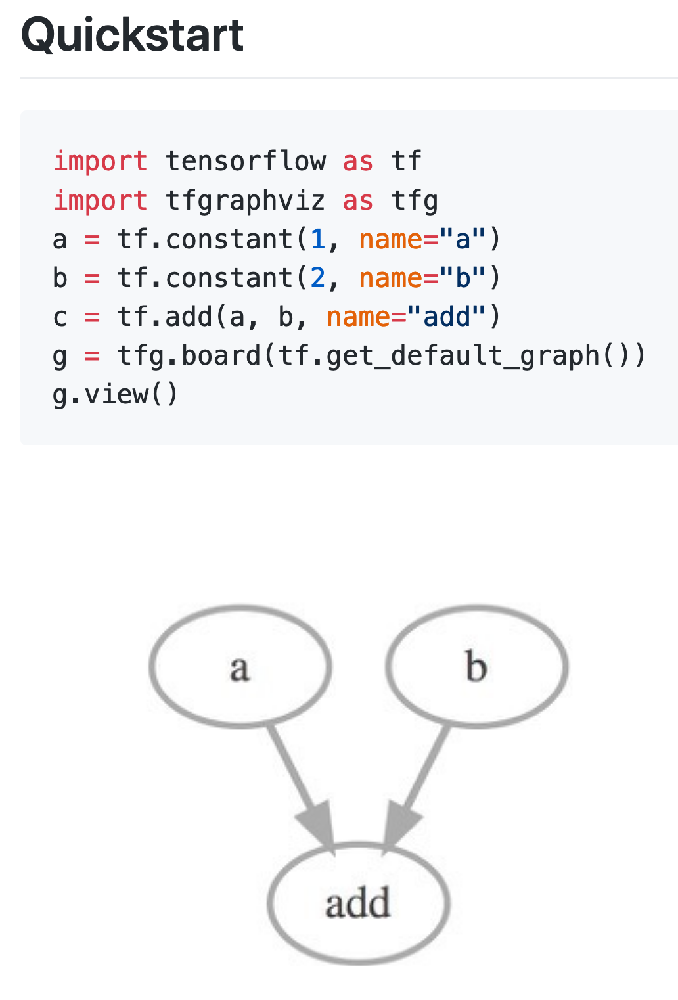 Quickstart
import tensorflow as tf
import tfgraphviz as tfg
a = tf.constant(1, name="a")
b = tf.constant(2, name="b")
c = tf.add(a, b, name="add")
g = tfg.board(tf.get_default_graph())
g.view()
a b
add